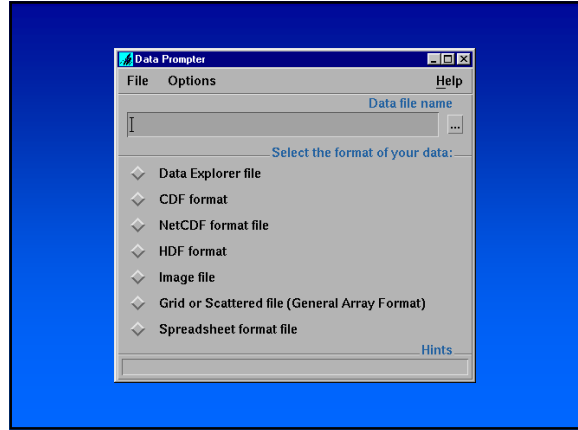 Data Prompter
File Options Help
Data file name
...
Select the format of your data:
Data Explorer file
CDF format
NetCDF format file
HDF format
Image file
Grid or Scattered file (General Array Format)
Spreadsheet format file
Hints